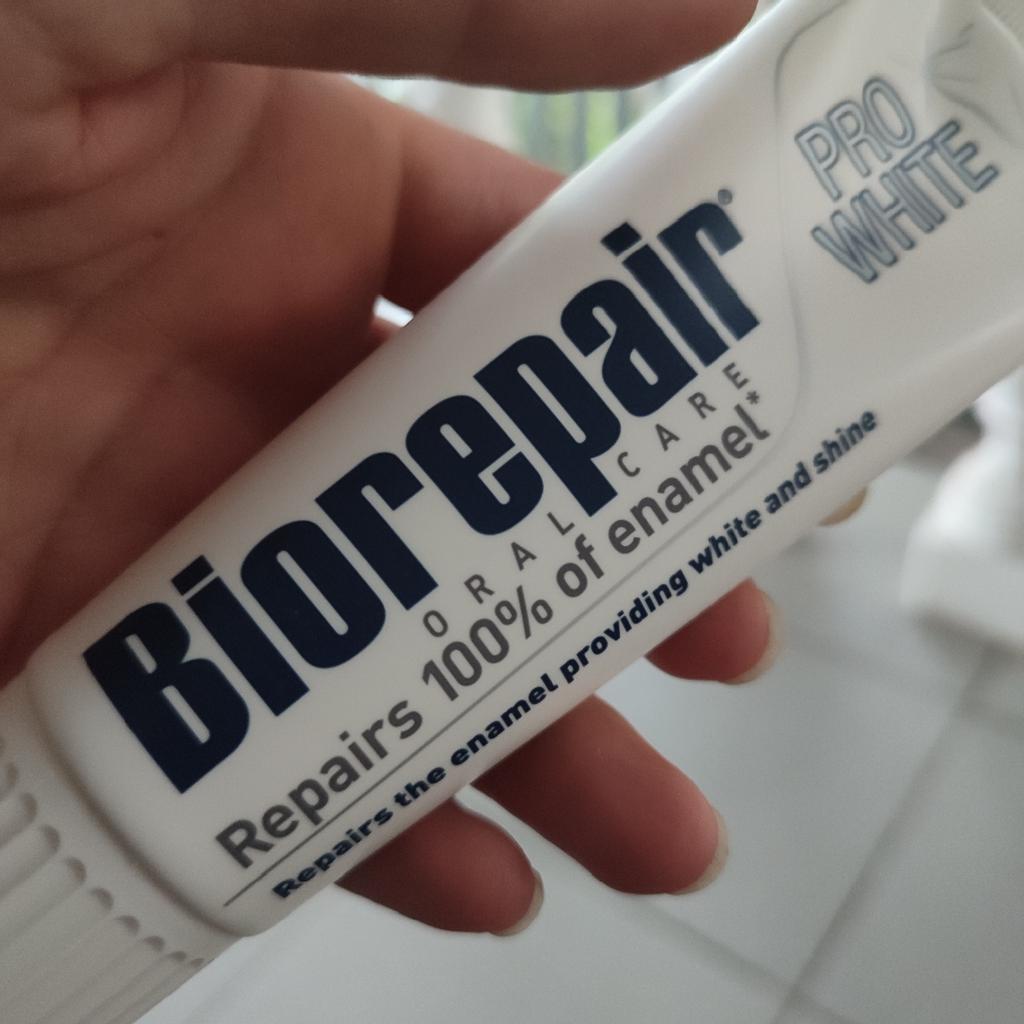 PRO
WHITE
Biorepair®
ORAL CARE
Repairs 100% of enamel*
Repairs the enamel providing white and shine